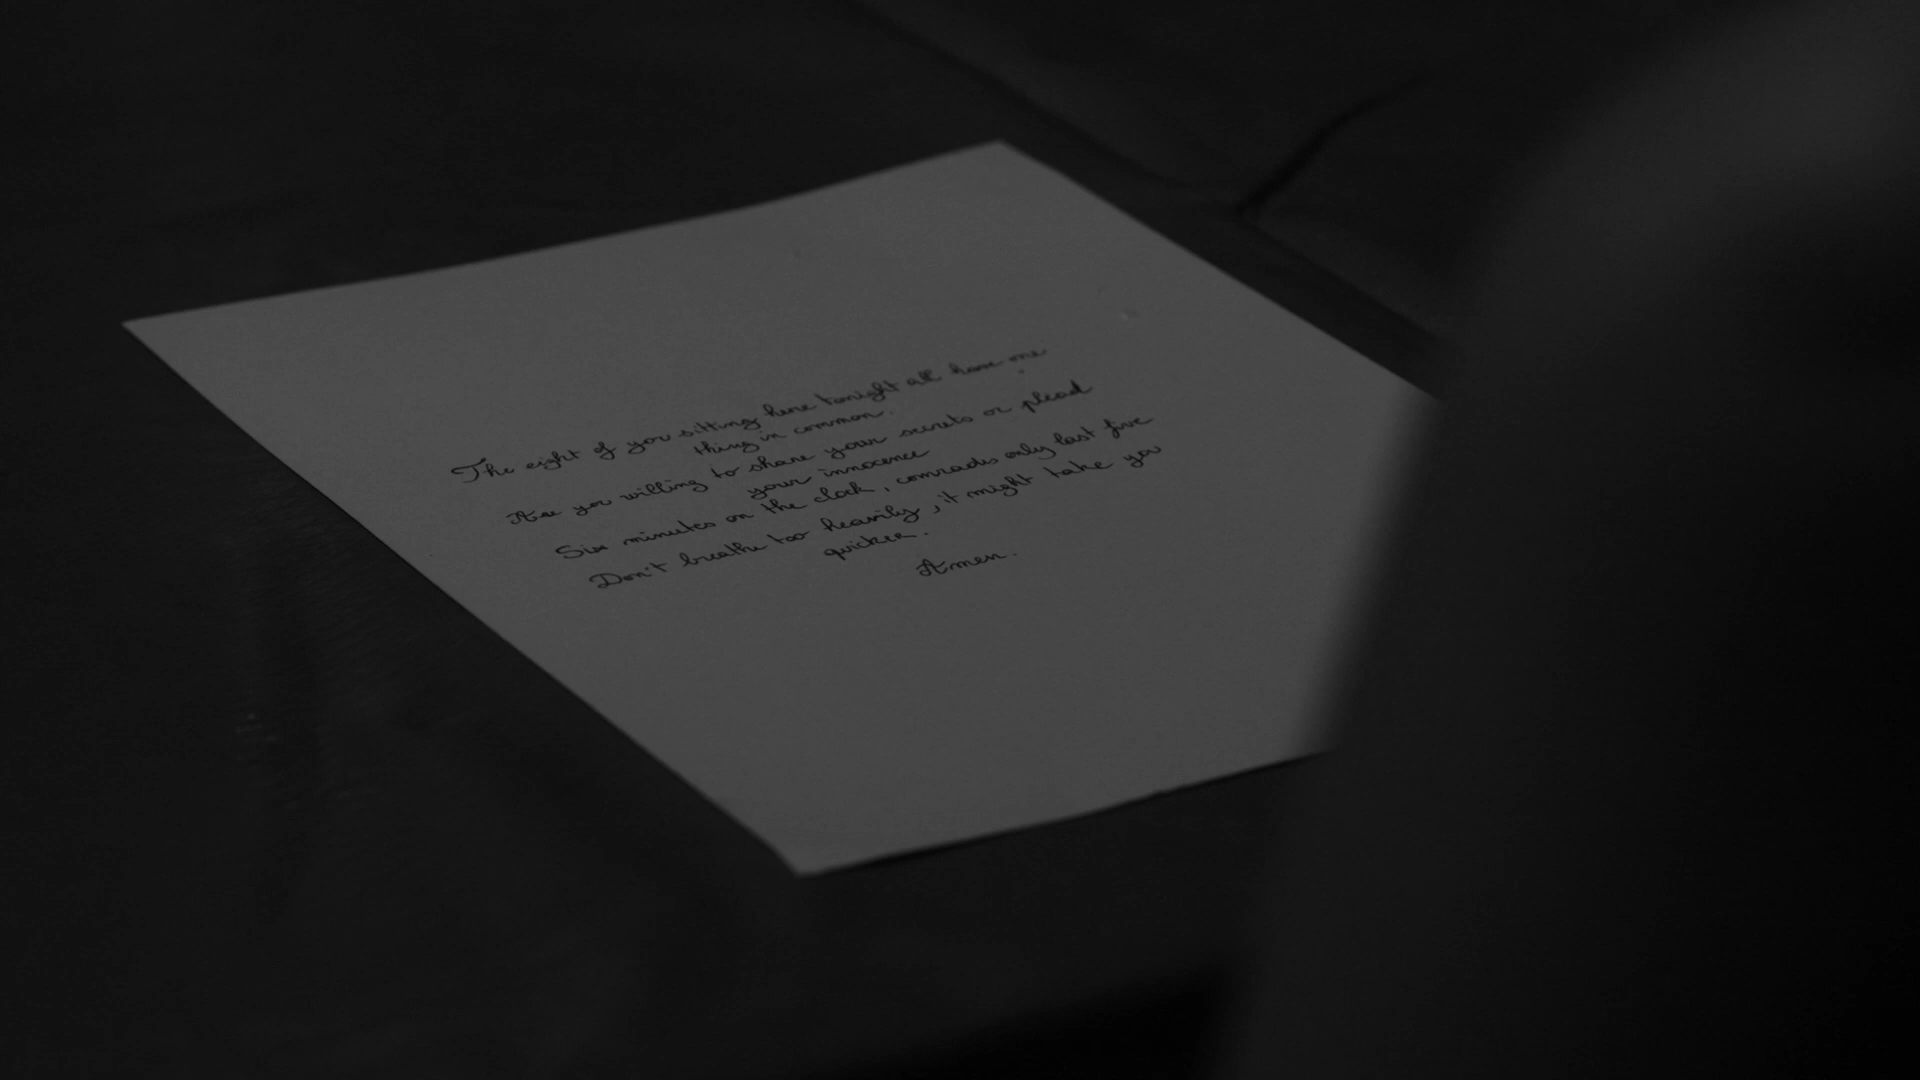 The eight of you sitting here tonight all have one
thing in common.
Are you willing to share your secrets or plead
your innocence
Six minutes on the clock, comrades only last five
Don't breathe too heavily, it might take you
quicker.
Amen.